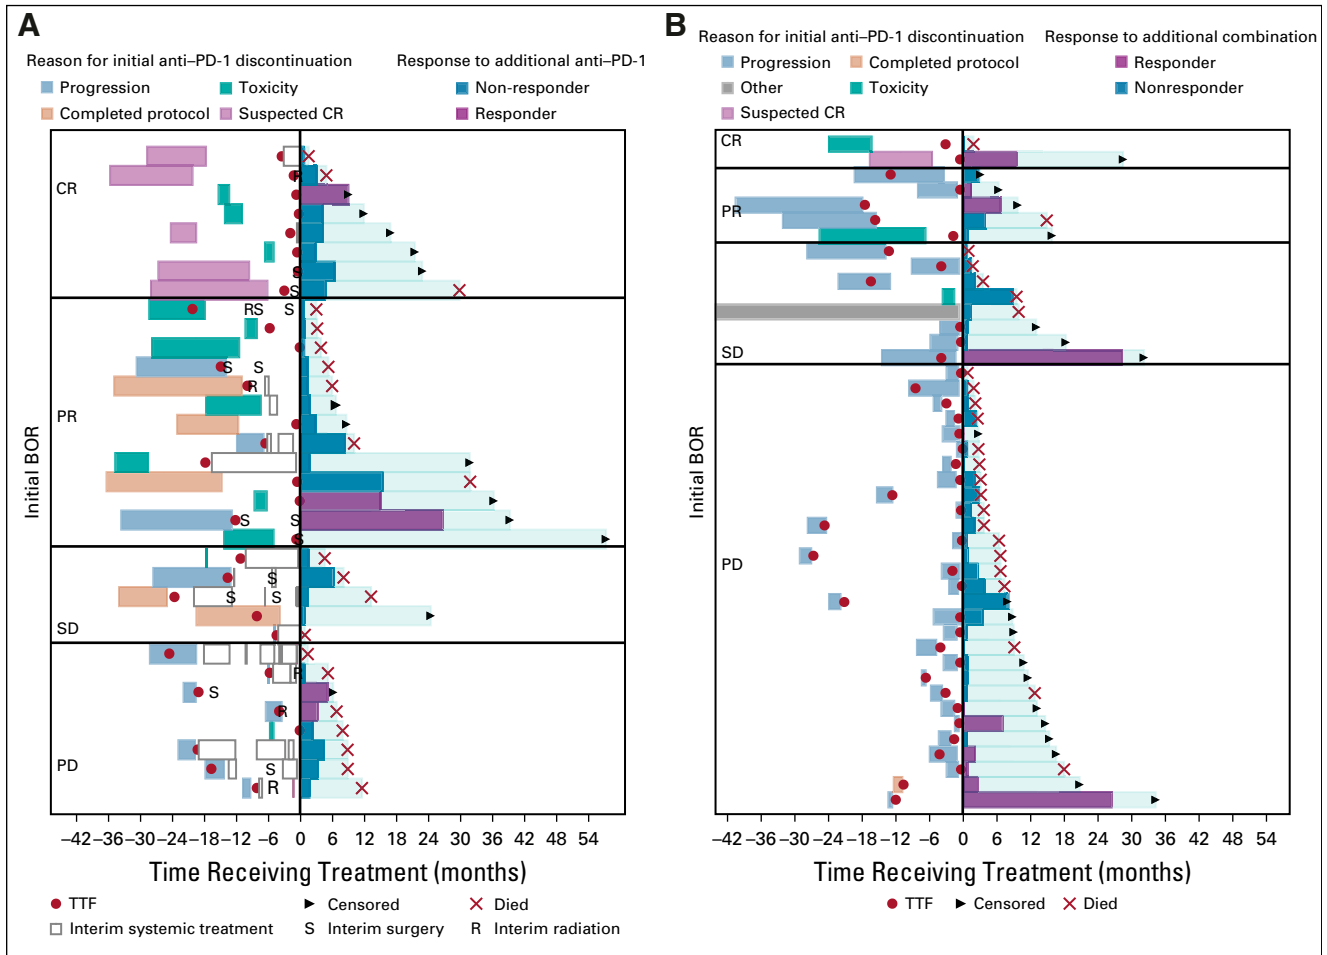 A
Reason for initial anti–PD-1 discontinuation
Response to additional anti–PD-1
Progression
Toxicity
Non-responder
Completed protocol
Suspected CR
Responder
Initial BOR
CR
R
S
S
PR
RS S
S S
R
S S
S
SD
S
S S
PD
R
S
R
S
R
−42 −36 −30 −24 −18 −12 −6 0 6 12 18 24 30 36 42 48 54
Time Receiving Treatment (months)
TTF
Censored
Died
Interim systemic treatment
S Interim surgery
R Interim radiation
B
Reason for initial anti–PD-1 discontinuation
Response to additional combination
Progression
Completed protocol
Responder
Other
Toxicity
Nonresponder
Suspected CR
Initial BOR
CR
PR
SD
PD
−42 −36 −30 −24 −18 −12 −6 0 6 12 18 24 30 36 42 48 54
Time Receiving Treatment (months)
TTF
Censored
Died